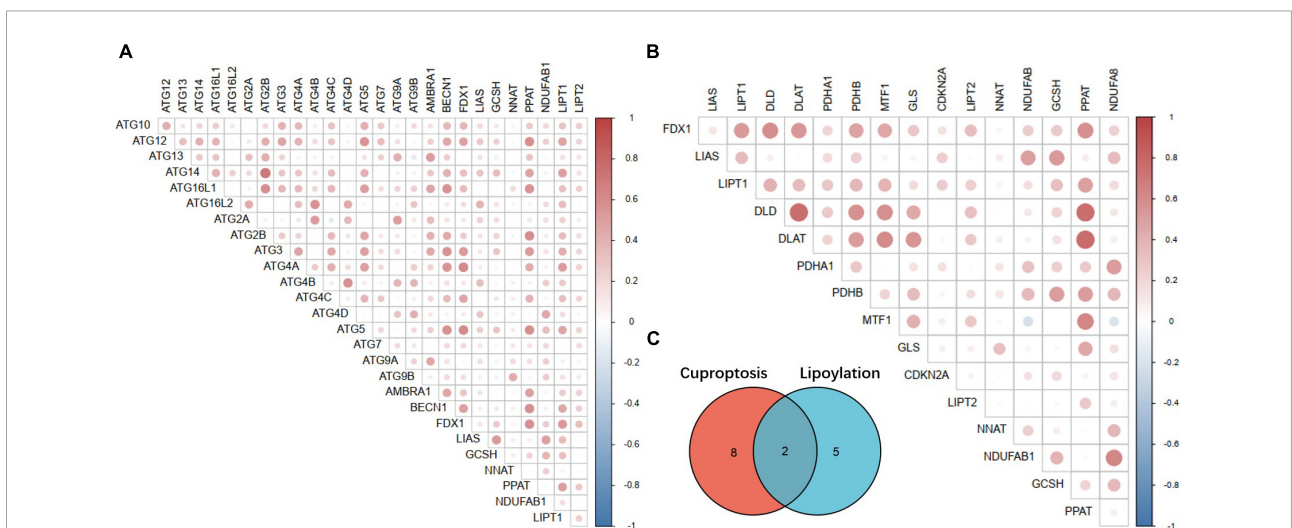 A
B
ATG12 ATG13 ATG14 ATG16L1 ATG16L2 ATG2A ATG2B ATG3 ATG4A ATG4B ATG4C ATG4D ATG5 ATG7 ATG9A ATG9B AMBRA1 BECN1 FDX1 LIAS GCSH NNAT PPAT NDUFAB1 LIPT1 LIPT2
ATG10
ATG12
ATG13
ATG14
ATG16L1
ATG16L2
ATG2A
ATG2B
ATG3
ATG4A
ATG4B
ATG4C
ATG4D
ATG5
ATG7
ATG9A
ATG9B
AMBRA1
BECN1
FDX1
LIAS
GCSH
NNAT
PPAT
NDUFAB1
LIPT1
1
0.8
0.6
0.4
0.2
0
-0.2
-0.4
-0.6
-0.8
-1
LIAS LIPT1 DLD DLAT PDHA1 PDHB MTF1 GLS CDKN2A LIPT2 NNAT NDUFAB GCSH PPAT NDUFA8
FDX1
LIAS
LIPT1
DLD
DLAT
PDHA1
PDHB
MTF1
GLS
CDKN2A
LIPT2
NNAT
NDUFAB1
GCSH
PPAT
1
0.8
0.6
0.4
0.2
0
-0.2
-0.4
-0.6
-0.8
-1
C
Cuproptosis Lipoylation
8 2 5